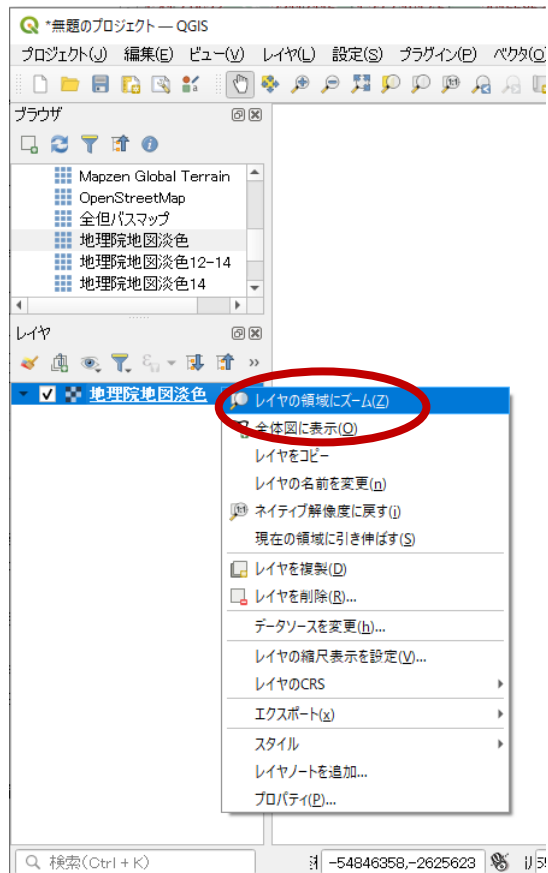 *無題のプロジェクト — QGIS
プロジェクト(J) 編集(E) ビュー(V) レイヤ(L) 設定(S) プラグイン(P) ベクタ(O)
ブラウザ
Mapzen Global Terrain
OpenStreetMap
全但バスマップ
地理院地図淡色
地理院地図淡色12-14
地理院地図淡色14
レイヤ
地理院地図淡色
レイヤの領域にズーム(Z)
全体図に表示(O)
レイヤをコピー
レイヤの名前を変更(n)
ネイティブ解像度に戻す(i)
現在の領域に引き伸ばす(S)
レイヤを複製(D)
レイヤを削除(R)...
データソースを変更(h)...
レイヤの縮尺表示を設定(V)...
レイヤのCRS
エクスポート(x)
スタイル
レイヤノートを追加...
プロパティ(P)...
検索(Ctrl + K) -54846358,-2625623